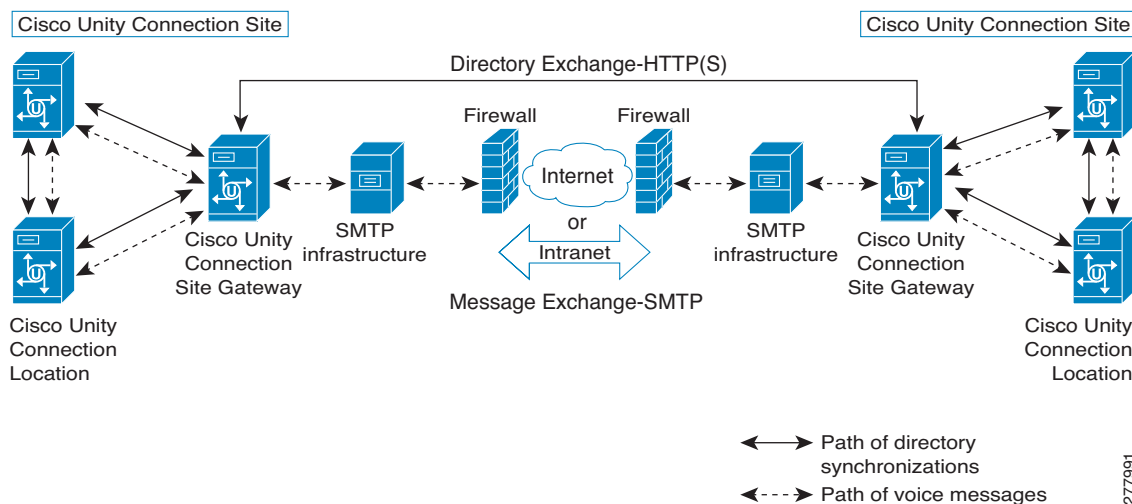 Cisco Unity Connection Site
Cisco Unity Connection Site
Directory Exchange-HTTP(S)
Firewall
Firewall
U
U
U
U
U
U
Internet
or
Intranet
Message Exchange-SMTP
Cisco Unity
Connection
Site Gateway
SMTP
infrastructure
SMTP
infrastructure
Cisco Unity
Connection
Site Gateway
Cisco Unity
Connection
Location
Cisco Unity
Connection
Location
Path of directory
synchronizations
Path of voice messages
277991